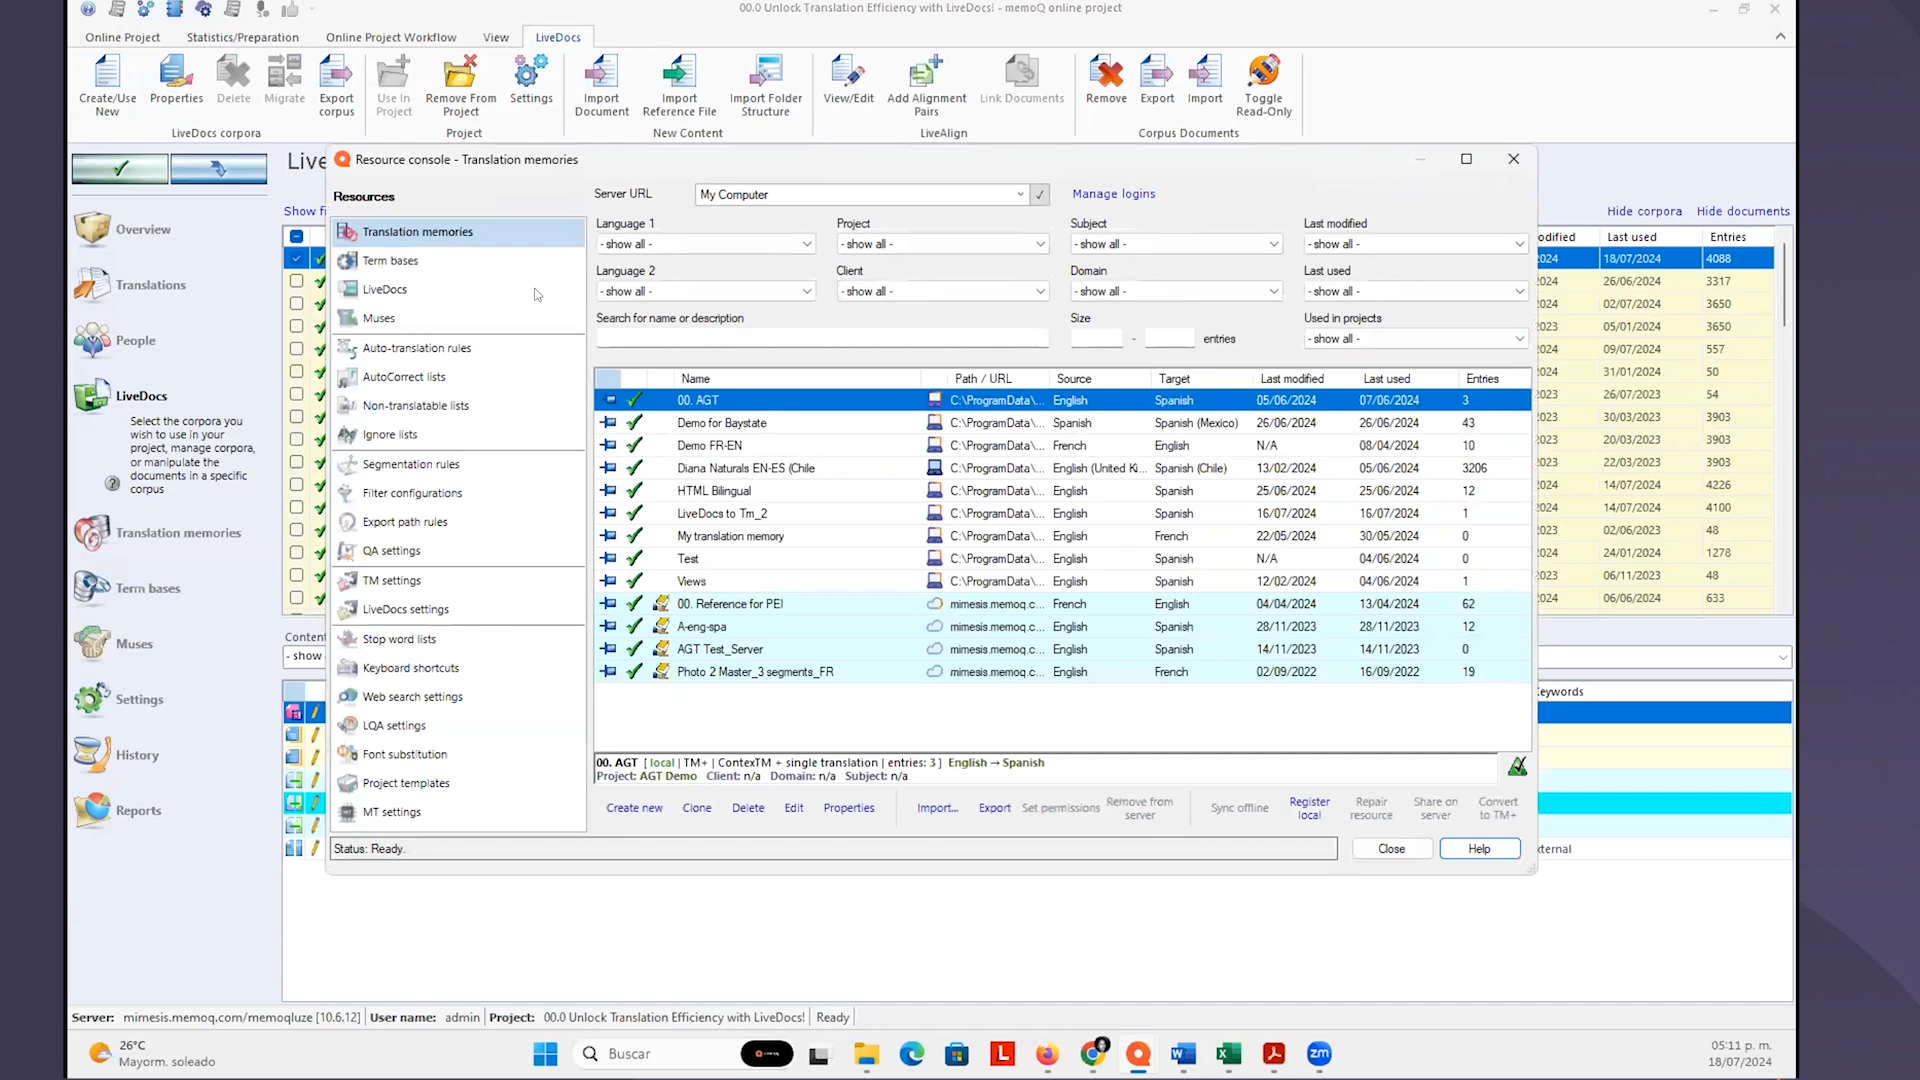 00.0 Unlock Translation Efficiency with LiveDocs! - memoQ online project
Online Project Statistics/Preparation Online Project Workflow View LiveDocs
Create/Use New Properties Delete Migrate Export corpus
LiveDocs corpora
Use In Project Remove From Project Settings
Project
Import Document Import Reference File Import Folder Structure
New Content
View/Edit Add Alignment Pairs Link Documents
LiveAlign
Remove Export Import Toggle Read-Only
Corpus Documents
Overview
Translations
People
LiveDocs
Select the corpora you
wish to use in your
project, manage corpora,
or manipulate the
documents in a specific
corpus
Translation memories
Term bases
Muses
Settings
History
Reports
Resource console - Translation memories
Resources
Translation memories
Term bases
LiveDocs
Muses
Auto-translation rules
AutoCorrect lists
Non-translatable lists
Ignore lists
Segmentation rules
Filter configurations
Export path rules
QA settings
TM settings
LiveDocs settings
Stop word lists
Keyboard shortcuts
Web search settings
LQA settings
Font substitution
Project templates
MT settings
Server URL My Computer Manage logins
Language 1 Project Subject Last modified
- show all - - show all - - show all - - show all -
Language 2 Client Domain Last used
- show all - - show all - - show all - - show all -
Search for name or description Size Used in projects
- entries - show all -
Name Path / URL Source Target Last modified Last used Entries
00. AGT C:\ProgramData\... English Spanish 05/06/2024 07/06/2024 3
Demo for Baystate C:\ProgramData\... Spanish Spanish (Mexico) 26/06/2024 26/06/2024 43
Demo FR-EN C:\ProgramData\... French English N/A 08/04/2024 10
Diana Naturals EN-ES (Chile C:\ProgramData\... English (United Ki... Spanish (Chile) 13/02/2024 05/06/2024 3206
HTML Bilingual C:\ProgramData\... English Spanish 25/06/2024 25/06/2024 12
LiveDocs to Tm_2 C:\ProgramData\... English Spanish 16/07/2024 16/07/2024 1
My translation memory C:\ProgramData\... English French 22/05/2024 30/05/2024 0
Test C:\ProgramData\... English Spanish N/A 04/06/2024 0
Views C:\ProgramData\... English Spanish 12/02/2024 04/06/2024 1
00. Reference for PEI mimesis.memoq.c... French English 04/04/2024 13/04/2024 62
A-eng-spa mimesis.memoq.c... English Spanish 28/11/2023 28/11/2023 12
AGT Test_Server mimesis.memoq.c... English Spanish 14/11/2023 14/11/2023 0
Photo 2 Master_3 segments_FR mimesis.memoq.c... English French 02/09/2022 16/09/2022 19
00. AGT [ local | TM+ | ContexTM + single translation | entries: 3 ] English → Spanish
Project: AGT Demo Client: n/a Domain: n/a Subject: n/a
Create new Clone Delete Edit Properties Import... Export Set permissions Remove from server Sync offline Register local Repair resource Share on server Convert to TM+
Status: Ready. Close Help
Hide corpora Hide documents
Last used Entries
18/07/2024 4088
26/06/2024 3317
02/07/2024 3650
05/01/2024 3650
09/07/2024 557
31/01/2024 50
26/07/2023 54
30/03/2023 3903
20/03/2023 3903
22/03/2023 3903
14/07/2024 4226
14/07/2024 4100
02/06/2023 48
24/01/2024 1278
06/11/2023 48
06/06/2024 633
Server: mimesis.memoq.com/memoqluze [10.6.12] User name: admin Project: 00.0 Unlock Translation Efficiency with LiveDocs! Ready
26°C
Mayorm. soleado
Buscar
05:11 p. m.
18/07/2024